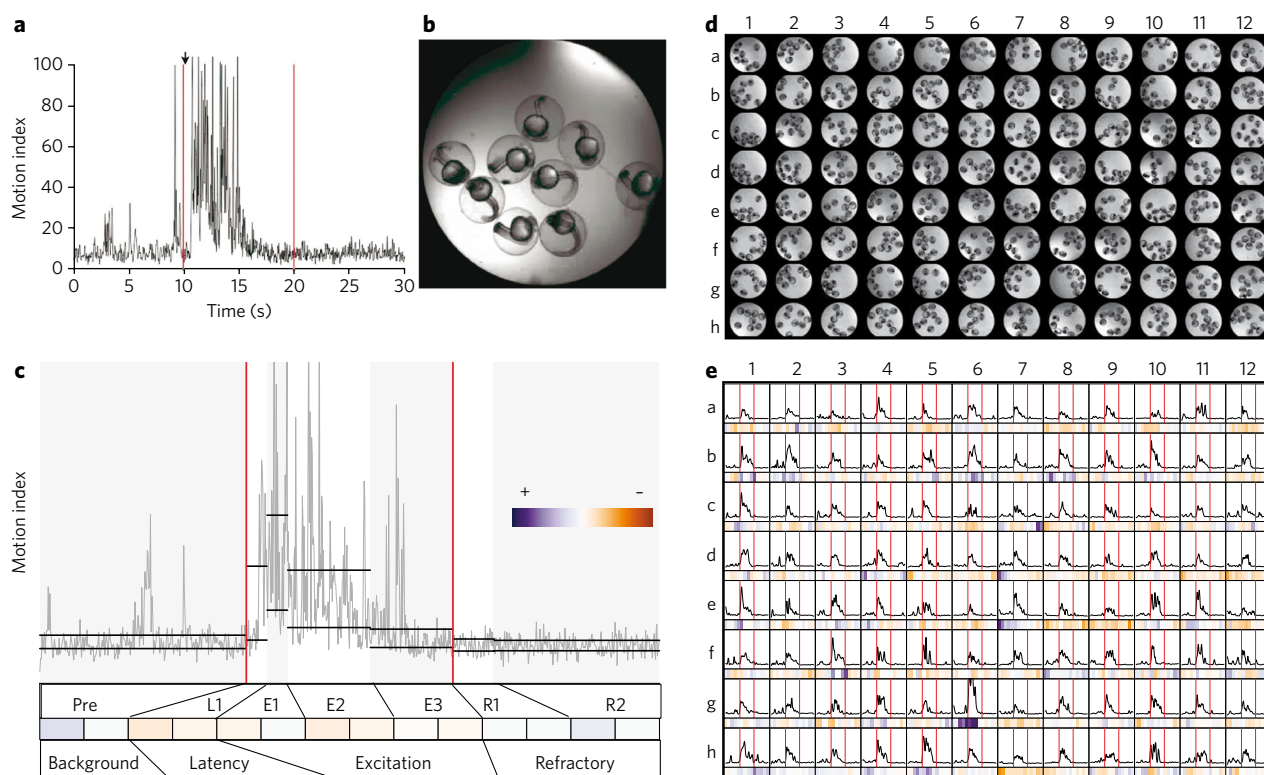 a
100
80
60
40
20
0
Motion index
0 5 10 15 20 25 30
Time (s)
b
c
Motion index
+ −
Pre L1 E1 E2 E3 R1 R2
Background Latency Excitation Refractory
d
1 2 3 4 5 6 7 8 9 10 11 12
a
b
c
d
e
f
g
h
e
1 2 3 4 5 6 7 8 9 10 11 12
a
b
c
d
e
f
g
h